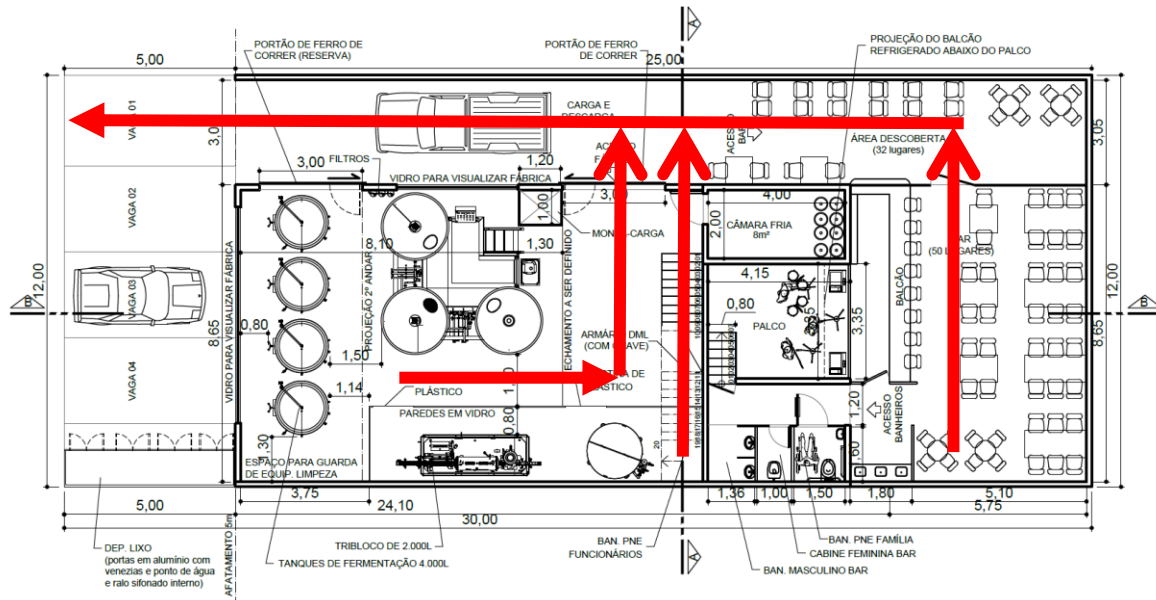 PORTÃO DE FERRO DE
CORRER (RESERVA)
PORTÃO DE FERRO
DE CORRER
PROJEÇÃO DO BALCÃO
REFRIGERADO ABAIXO DO PALCO
A
5,00
25,00
VAGA 01
3,0
CARGA E
ACESSO
ÁREA DESCOBERTA
(32 lugares)
3,05
3,00
FILTROS
1,20
VIDRO PARA VISUALIZAR FÁBRICA
3,00
4,00
VAGA 02
1,00
2,00
CÂMARA FRIA
8m²
8,10
1,30
(50 LUGARES)
12,00
VIDRO PARA VISUALIZAR FÁBRICA
PROJEÇÃO 2º ANDAR
4,15
BALCÃO
12,00
B
VAGA 03
B
8,65
0,80
0,80
3,35
8,65
ARMÁRIO DML
PALCO
1,50
VAGA 04
1,14
PLÁSTICO
1,20
ACESSO
BANHEIROS
PAREDES EM VIDRO
0,80
1,30
20
,60
ESPAÇO PARA GUARDA
DE EQUIP. LIMPEZA
3,75
1,36
1,00
1,50
1,80
5,10
5,00
24,10
5,75
30,00
AFATAMENTO 5m
DEP. LIXO
(portas em alumínio com
venezias e ponto de água
e ralo sifonado interno)
TRIBLOCO DE 2.000L
TANQUES DE FERMENTAÇÃO 4.000L
BAN. PNE
FUNCIONÁRIOS
A
BAN. PNE FAMÍLIA
CABINE FEMININA BAR
BAN. MASCULINO BAR